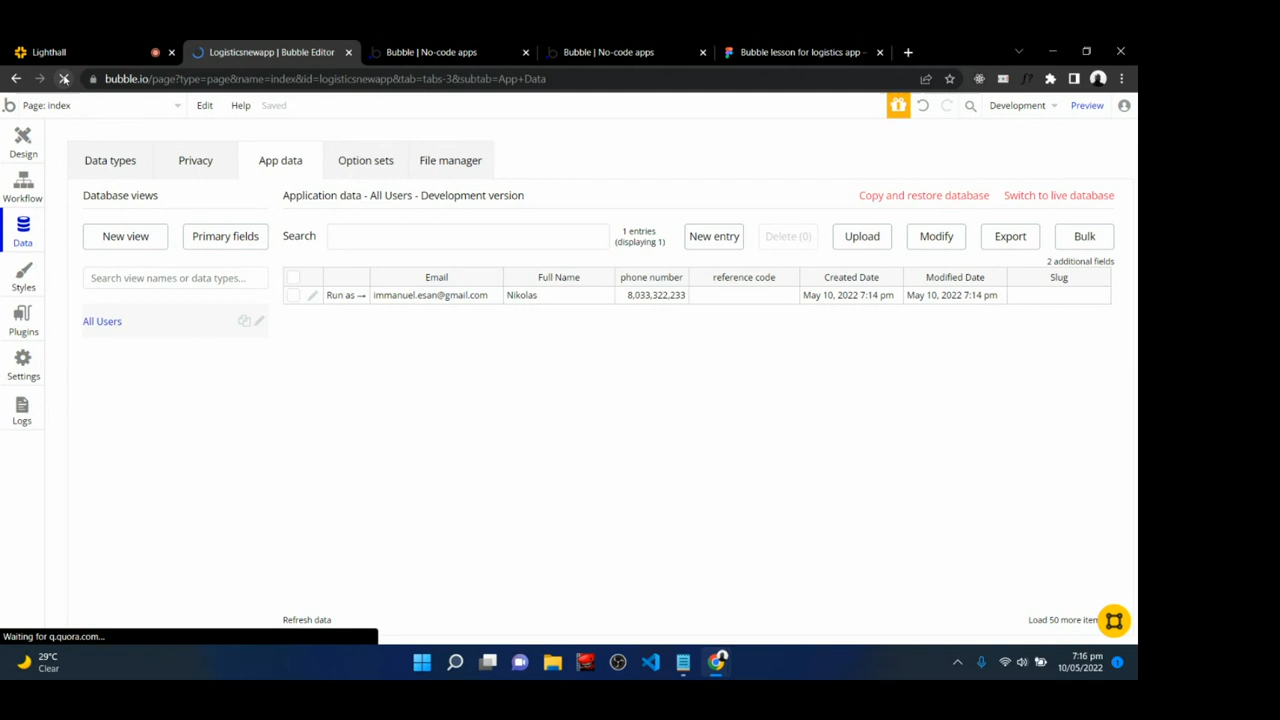 Lighthall
Logisticsnewapp | Bubble Editor
Bubble | No-code apps
Bubble | No-code apps
Bubble lesson for logistics app –
bubble.io/page?type=page&name=index&id=logisticsnewapp&tab=tabs-3&subtab=App+Data
Page: index
Edit
Help
Saved
Development
Preview
Design
Workflow
Data
Styles
Plugins
Settings
Logs
Data types
Privacy
App data
Option sets
File manager
Database views
Application data - All Users - Development version
Copy and restore database
Switch to live database
New view
Primary fields
Search
1 entries
(displaying 1)
New entry
Delete (0)
Upload
Modify
Export
Bulk
2 additional fields
Search view names or data types...
Email
Full Name
phone number
reference code
Created Date
Modified Date
Slug
Run as → immanuel.esan@gmail.com Nikolas 8,033,322,233 May 10, 2022 7:14 pm May 10, 2022 7:14 pm
All Users
Refresh data
Load 50 more item
Waiting for q.quora.com...
29°C
Clear
7:16 pm
10/05/2022
1